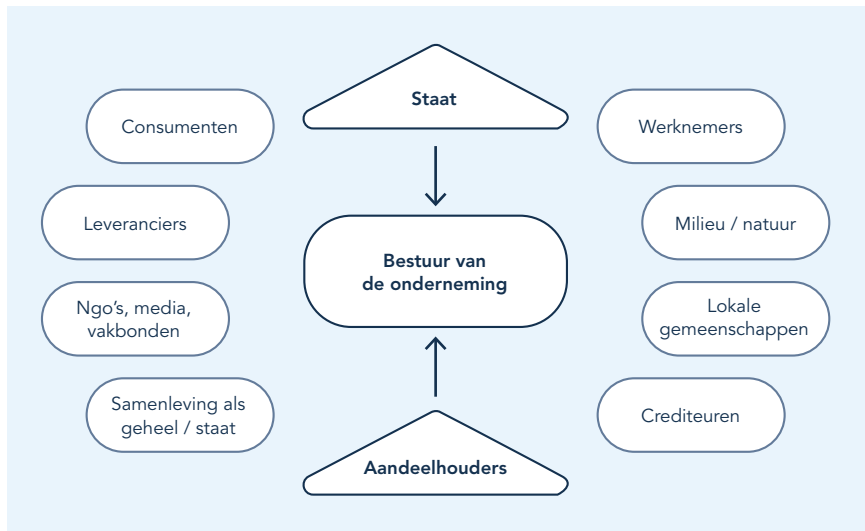 Staat
Consumenten
Werknemers
Leveranciers
Milieu / natuur
Bestuur van
de onderneming
Ngo's, media,
vakbonden
Lokale
gemeenschappen
Samenleving als
geheel / staat
Crediteuren
Aandeelhouders